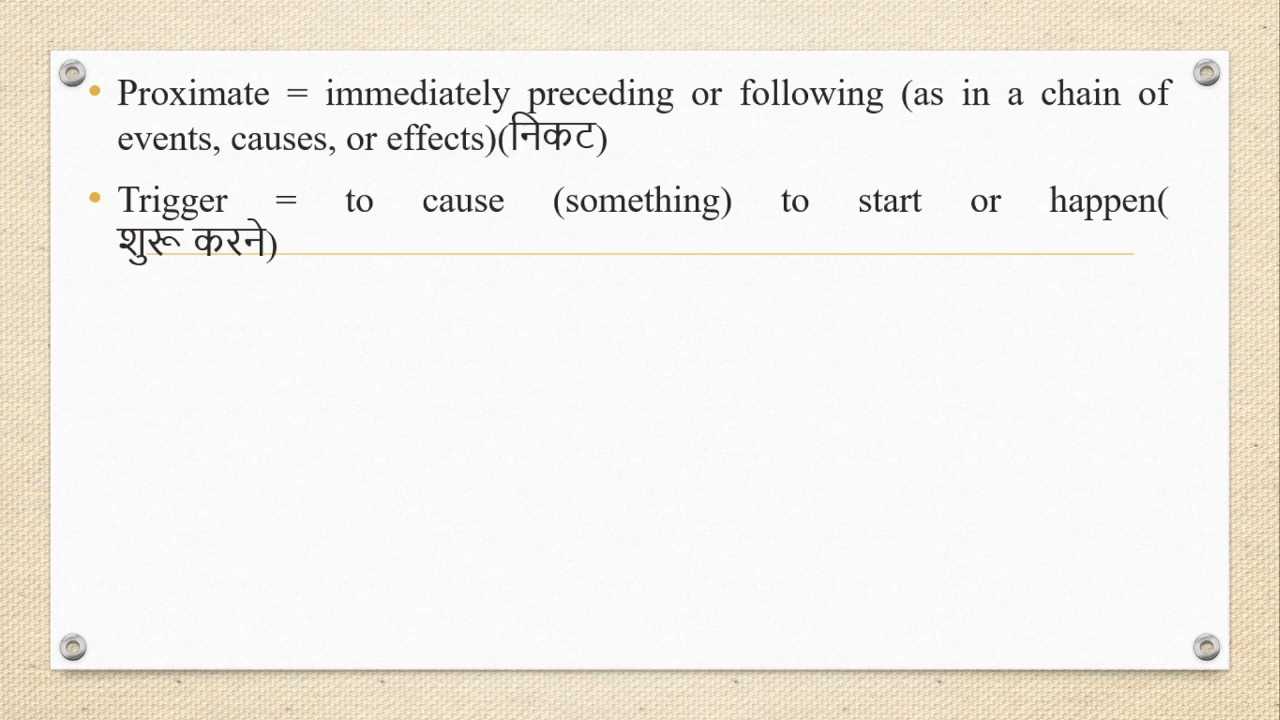 Proximate = immediately preceding or following (as in a chain of
events, causes, or effects)(निकट)
Trigger = to cause (something) to start or happen(
शुरू करने)